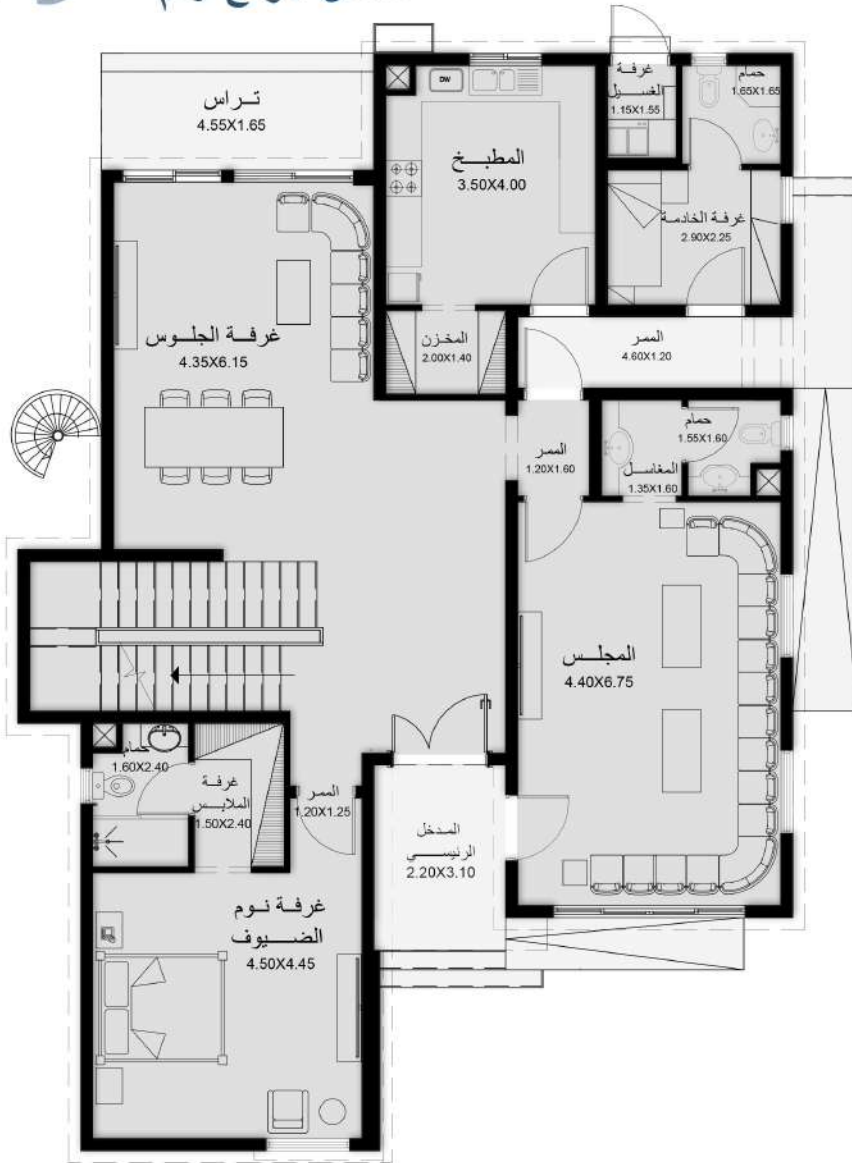 تراس
4.55X1.65
المطبخ
3.50X4.00
DW
غرفة
الغسيل
1.15X1.55
حمام
1.65X1.65
غرفة الخادمة
2.90X2.25
غرفة الجلوس
4.35X6.15
المخزن
2.00X1.40
الممر
4.60X1.20
الممر
1.20X1.60
حمام
1.55X1.60
المغاسل
1.35X1.60
المجلس
4.40X6.75
حمام
1.60X2.40
غرفة
الملابس
1.50X2.40
الممر
1.20X1.25
المدخل
الرئيسي
2.20X3.10
غرفة نوم
الضيوف
4.50X4.45